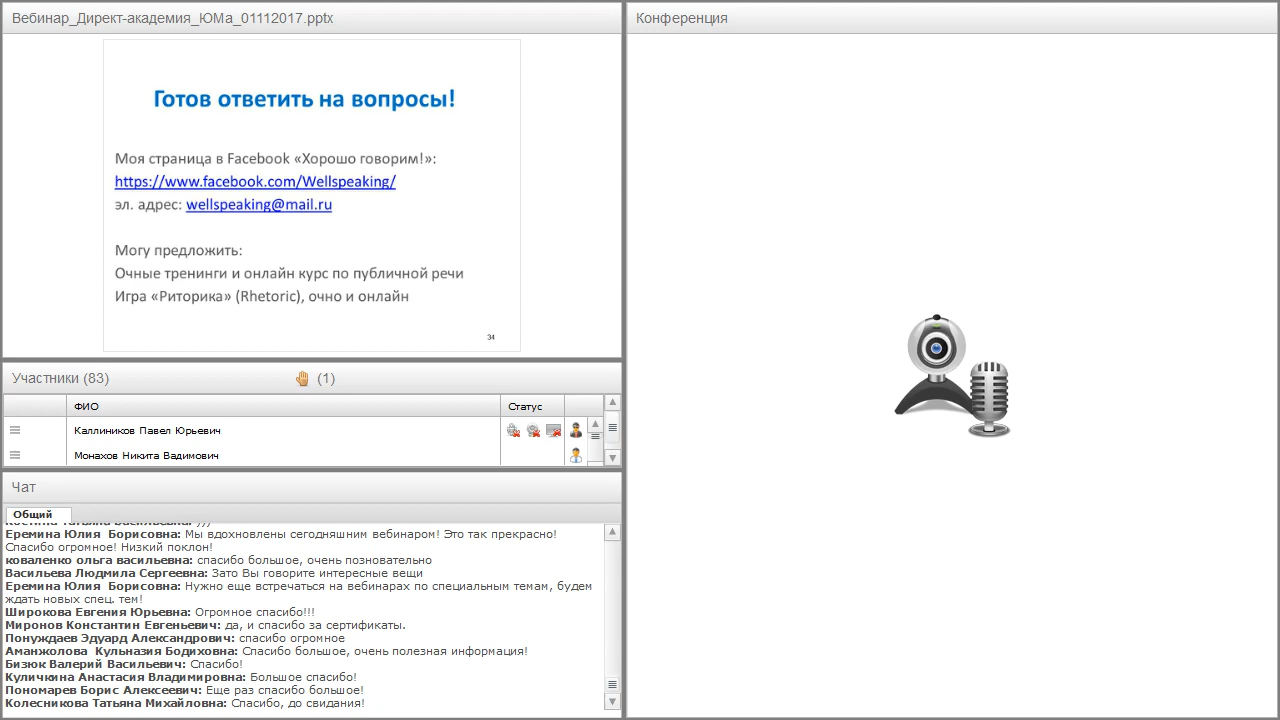 Вебинар_Директ-академия_ЮМа_01112017.pptx
Готов ответить на вопросы!
Моя страница в Facebook «Хорошо говорим!»:
https://www.facebook.com/Wellspeaking/
эл. адрес: wellspeaking@mail.ru
Могу предложить:
Очные тренинги и онлайн курс по публичной речи
Игра «Риторика» (Rhetoric), очно и онлайн
34
Участники (83)
(1)
ФИО
Статус
Каллиников Павел Юрьевич
Монахов Никита Вадимович
Чат
Общий
Еремина Юлия Борисовна: Мы вдохновлены сегодняшним вебинаром! Это так прекрасно!
Спасибо огромное! Низкий поклон!
коваленко ольга васильевна: спасибо большое, очень позновательно
Васильева Людмила Сергеевна: Зато Вы говорите интересные вещи
Еремина Юлия Борисовна: Нужно еще встречаться на вебинарах по специальным темам, будем
ждать новых спец. тем!
Широкова Евгения Юрьевна: Огромное спасибо!!!
Миронов Константин Евгеньевич: да, и спасибо за сертификаты.
Понуждаев Эдуард Александрович: спасибо огромное
Аманжолова Кульназия Бодиховна: Спасибо большое, очень полезная информация!
Бизюк Валерий Васильевич: Спасибо!
Куличкина Анастасия Владимировна: Большое спасибо!
Пономарев Борис Алексеевич: Еще раз спасибо большое!
Колесникова Татьяна Михайловна: Спасибо, до свидания!
Конференция